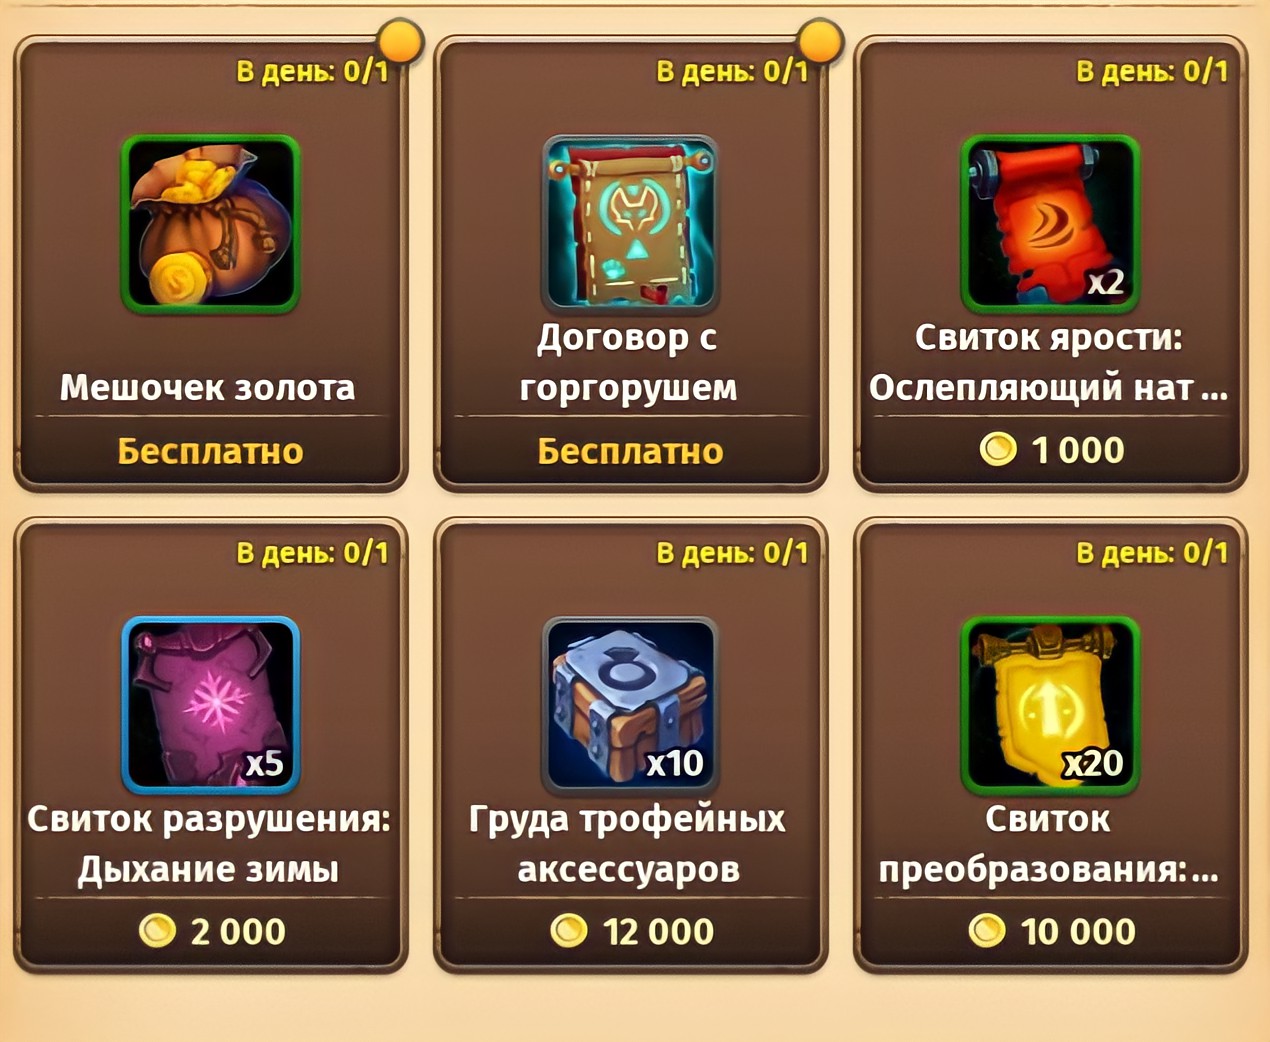 В день: 0/1
Мешочек золота
Бесплатно
В день: 0/1
Договор с
горгорушем
Бесплатно
В день: 0/1
x2
Свиток ярости:
Ослепляющий нат...
1 000
В день: 0/1
x5
Свиток разрушения:
Дыхание зимы
2 000
В день: 0/1
x10
Груда трофейных
аксессуаров
12 000
В день: 0/1
x20
Свиток
преобразования:...
10 000